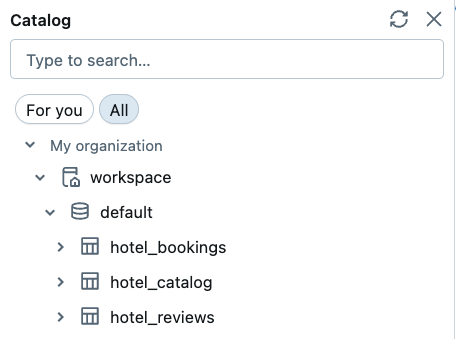 Catalog
Type to search...
For you All
My organization
workspace
default
hotel_bookings
hotel_catalog
hotel_reviews